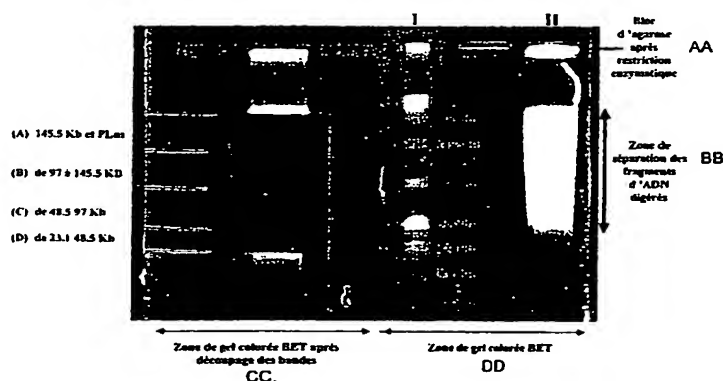 I
II
Bloc
d'agarose
après
restriction
enzymatique
AA
(A) 145.5 Kb et PLus
(B) de 97 à 145.5 KB
(C) de 48.5 97 Kb
(D) de 23.1 48.5 Kb
Zone de
séparation des
fragments
d'ADN
digérés
BB
Zone de gel colorée BET après
découpage des bandes
CC.
Zone de gel colorée BET
DD